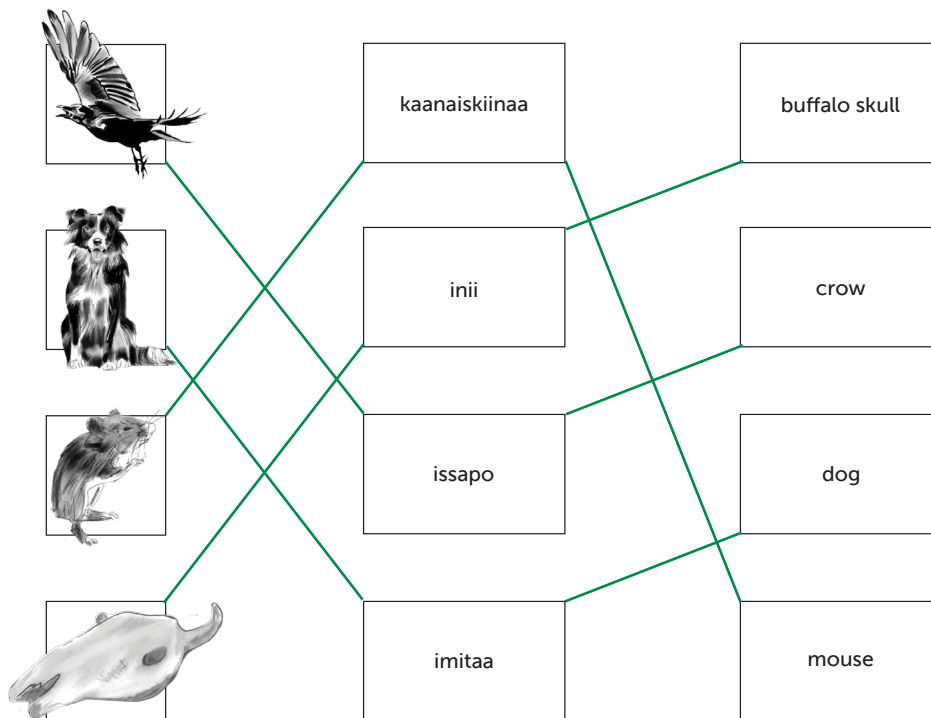 kaanaiskiinaa
buffalo skull
inii
crow
issapo
dog
imitaa
mouse